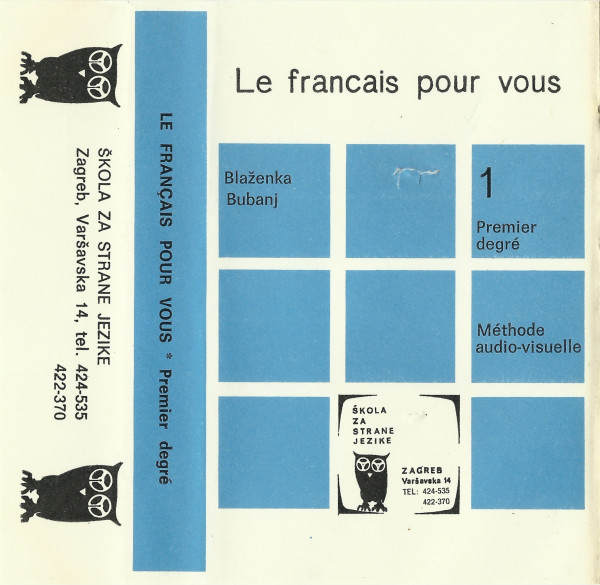 ŠKOLA ZA STRANE JEZIKE
Zagreb, Varšavska 14, tel. 424-535
422-370
LE FRANÇAIS POUR VOUS * Premier degré
Le francais pour vous
Blaženka
Bubanj
1
Premier
degré
Méthode
audio-visuelle
ŠKOLA
ZA
STRANE
JEZIKE
ZAGREB
Varšavska 14
TEL: 424-535
422-370